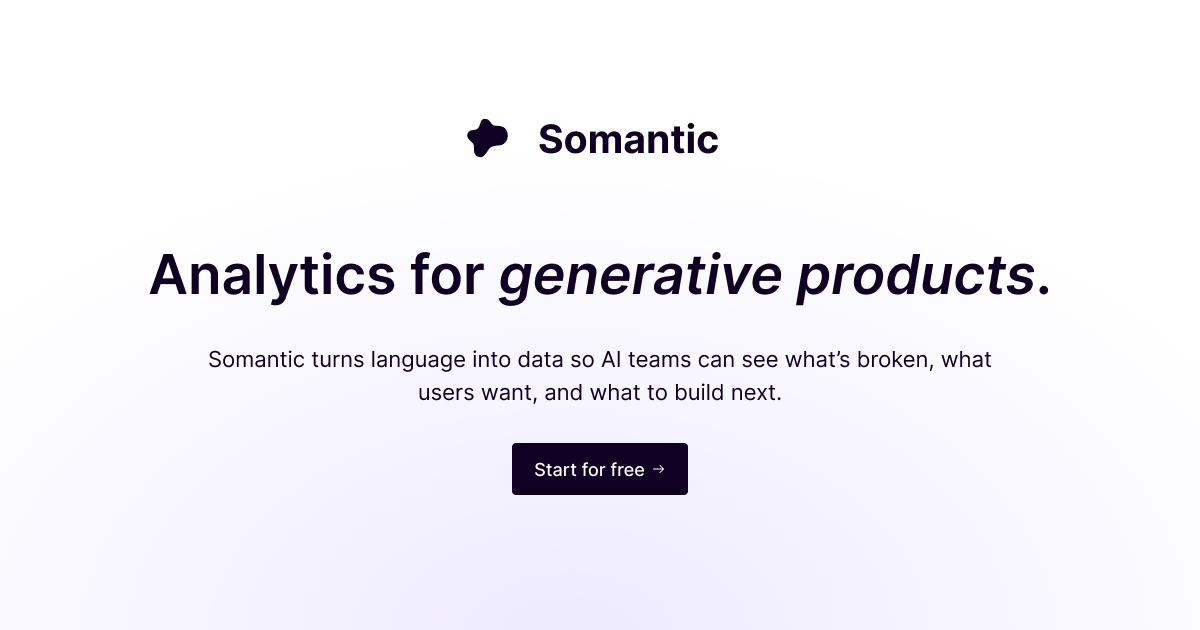 Somantic
Analytics for generative products.
Somantic turns language into data so AI teams can see what’s broken, what
users want, and what to build next.
Start for free →